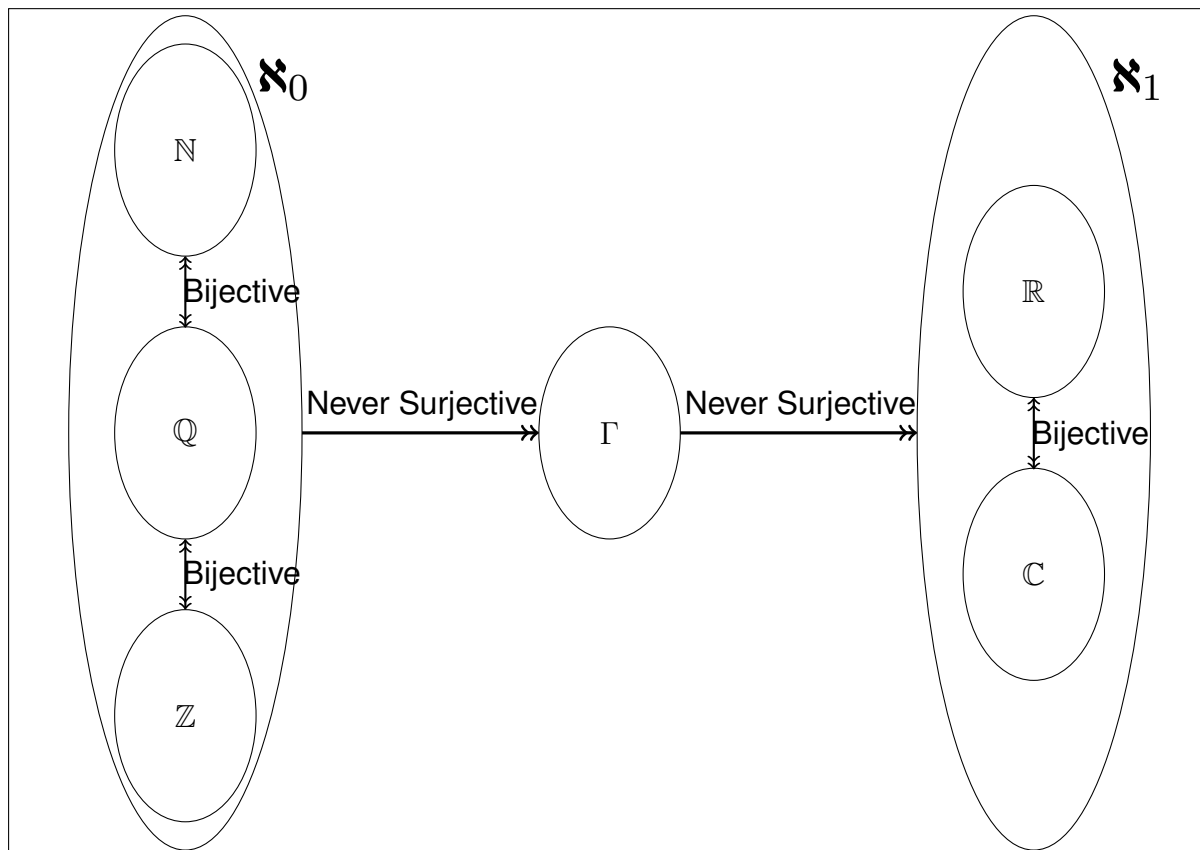 ℵ₀
ℵ₁
ℕ
Bijective
ℝ
Never Surjective
Never Surjective
ℚ
Γ
Bijective
Bijective
ℂ
ℤ